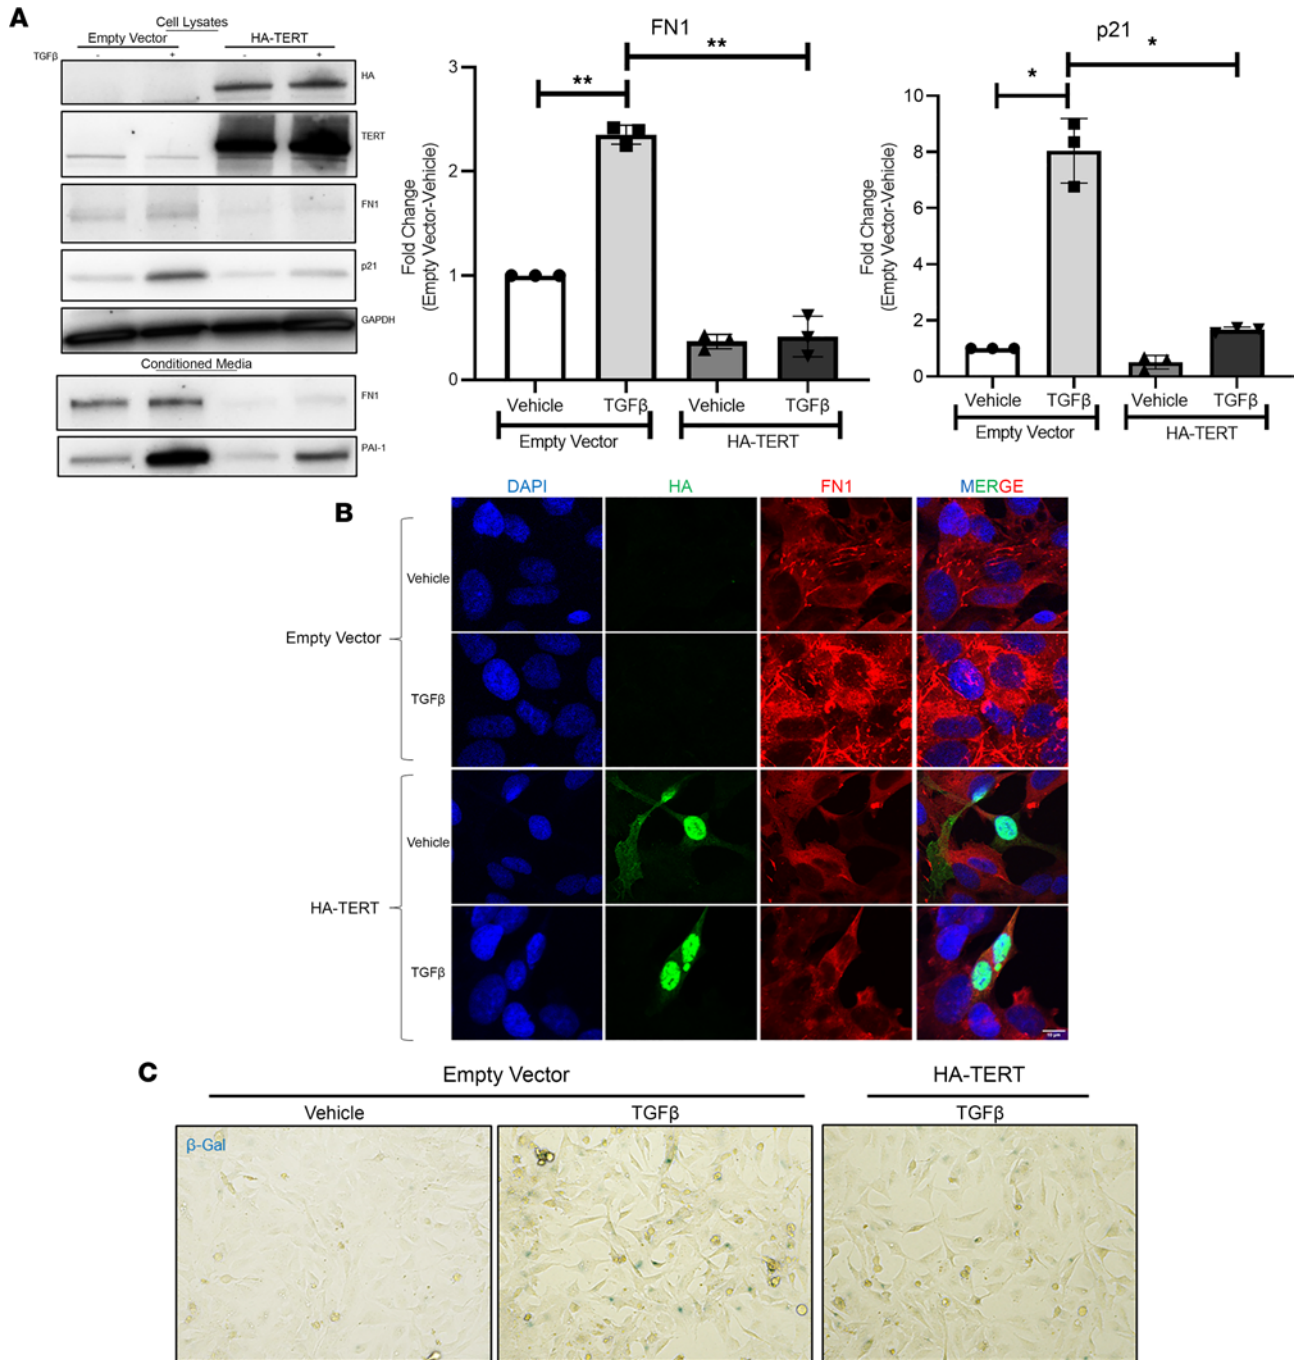 A
Cell Lysates
Empty Vector HA-TERT
TGFβ - + - +
HA
TERT
FN1
p21
GAPDH
Conditioned Media
FN1
PAI-1
FN1
**
**
Fold Change
(Empty Vector-Vehicle)
3
2
1
0
Vehicle TGFβ Vehicle TGFβ
Empty Vector HA-TERT
p21
*
*
Fold Change
(Empty Vector-Vehicle)
10
8
6
4
2
0
Vehicle TGFβ Vehicle TGFβ
Empty Vector HA-TERT
B
DAPI HA FN1 MERGE
Vehicle
Empty Vector
TGFβ
Vehicle
HA-TERT
TGFβ
10 µm
C
Empty Vector HA-TERT
Vehicle TGFβ TGFβ
β-Gal